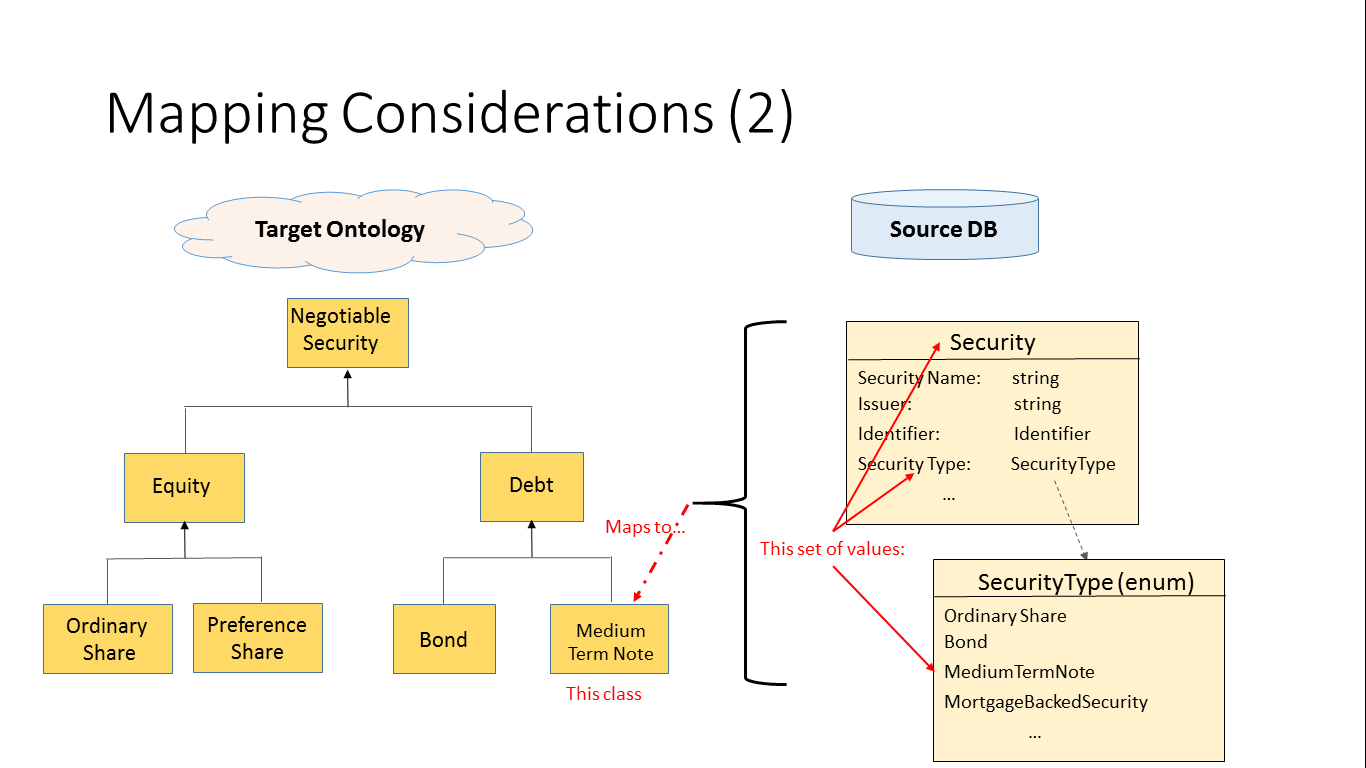 Mapping Considerations (2)
Target Ontology
Source DB
Negotiable
Security
Equity
Debt
Ordinary
Share
Preference
Share
Bond
Medium
Term Note
This class
Maps to...
This set of values:
Security
Security Name: string
Issuer: string
Identifier: Identifier
Security Type: SecurityType
...
SecurityType (enum)
Ordinary Share
Bond
MediumTermNote
MortgageBackedSecurity
...